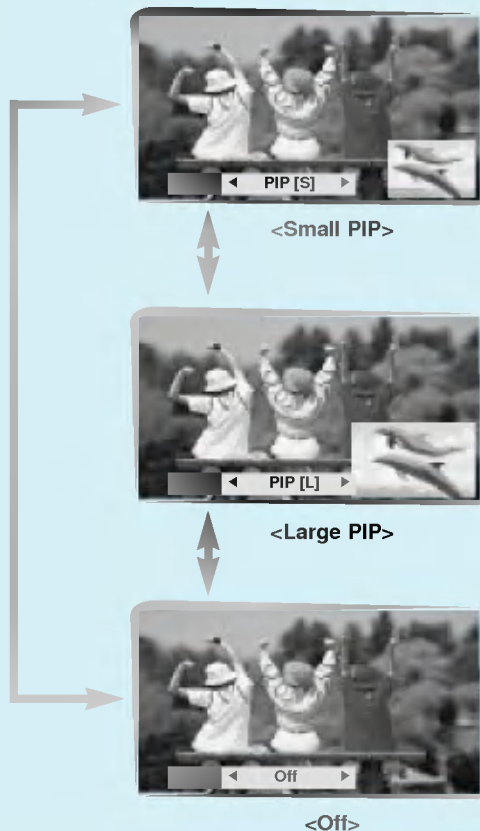 ◄ PIP [S] ►
<Small PIP>
◄ PIP [L] ►
<Large PIP>
◄ Off ►
<Off>